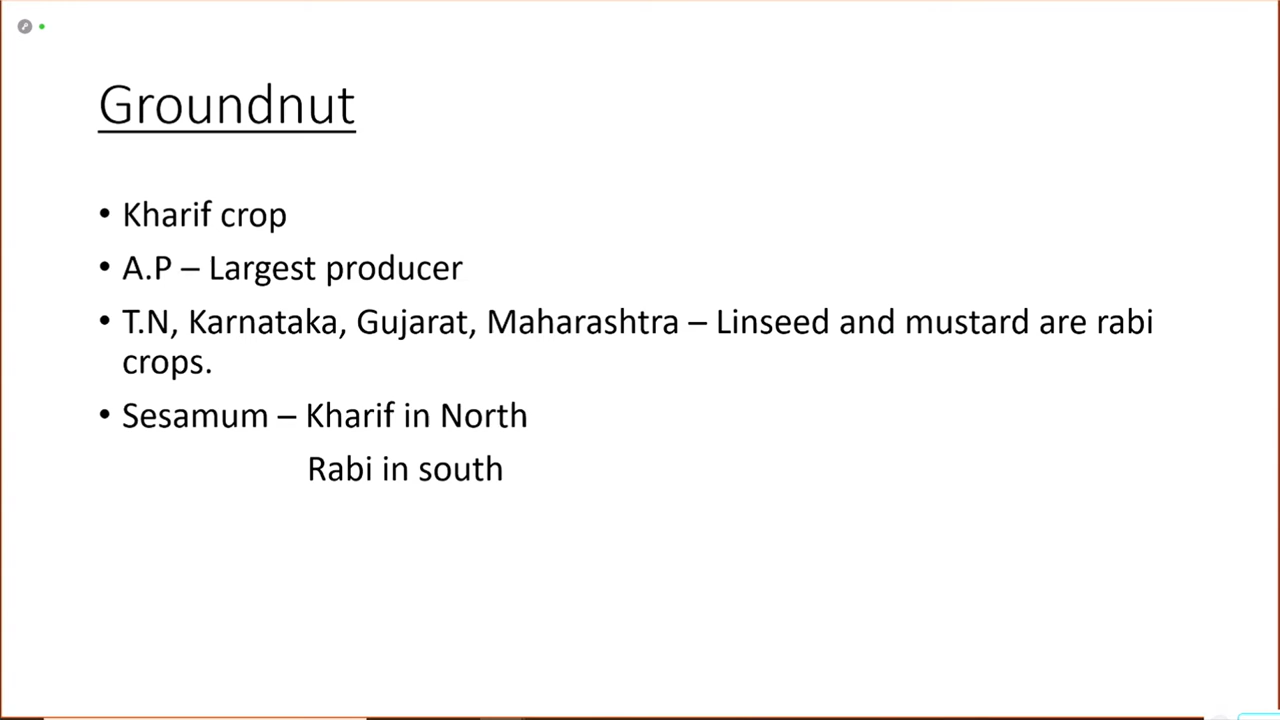 Groundnut
• Kharif crop
• A.P – Largest producer
• T.N, Karnataka, Gujarat, Maharashtra – Linseed and mustard are rabi
crops.
• Sesamum – Kharif in North
Rabi in south